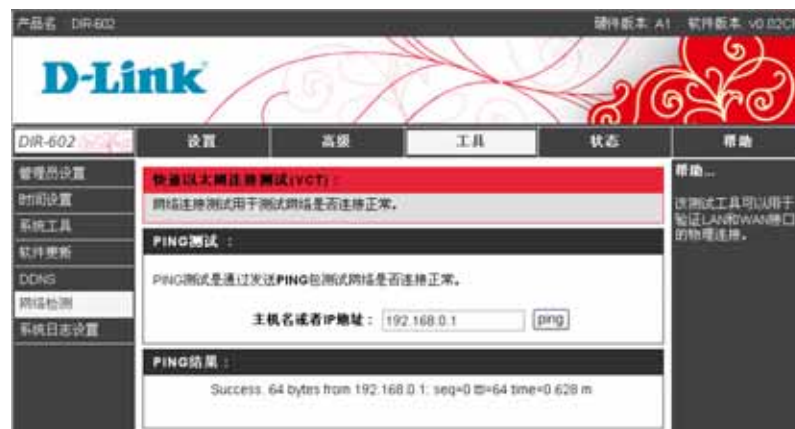 产品名 DIR-602
硬件版本 A1 软件版本 v0.02C
D-Link
DIR-602
设置
高级
工具
状态
帮助
管理员设置
时间设置
系统工具
软件更新
DDNS
网络检测
系统日志设置
快速以太网连接测试(VCT)：
网络连接测试用于测试网络是否连接正常。
PING测试 ：
PING测试是通过发送PING包测试网络是否连接正常。
主机名或者IP地址： 192.168.0.1 ping
PING结果 ：
Success. 64 bytes from 192.168.0.1: seq=0 ttl=64 time=0.628 m
帮助...
该测试工具可以用于
验证LAN和WAN接口
的物理连接。